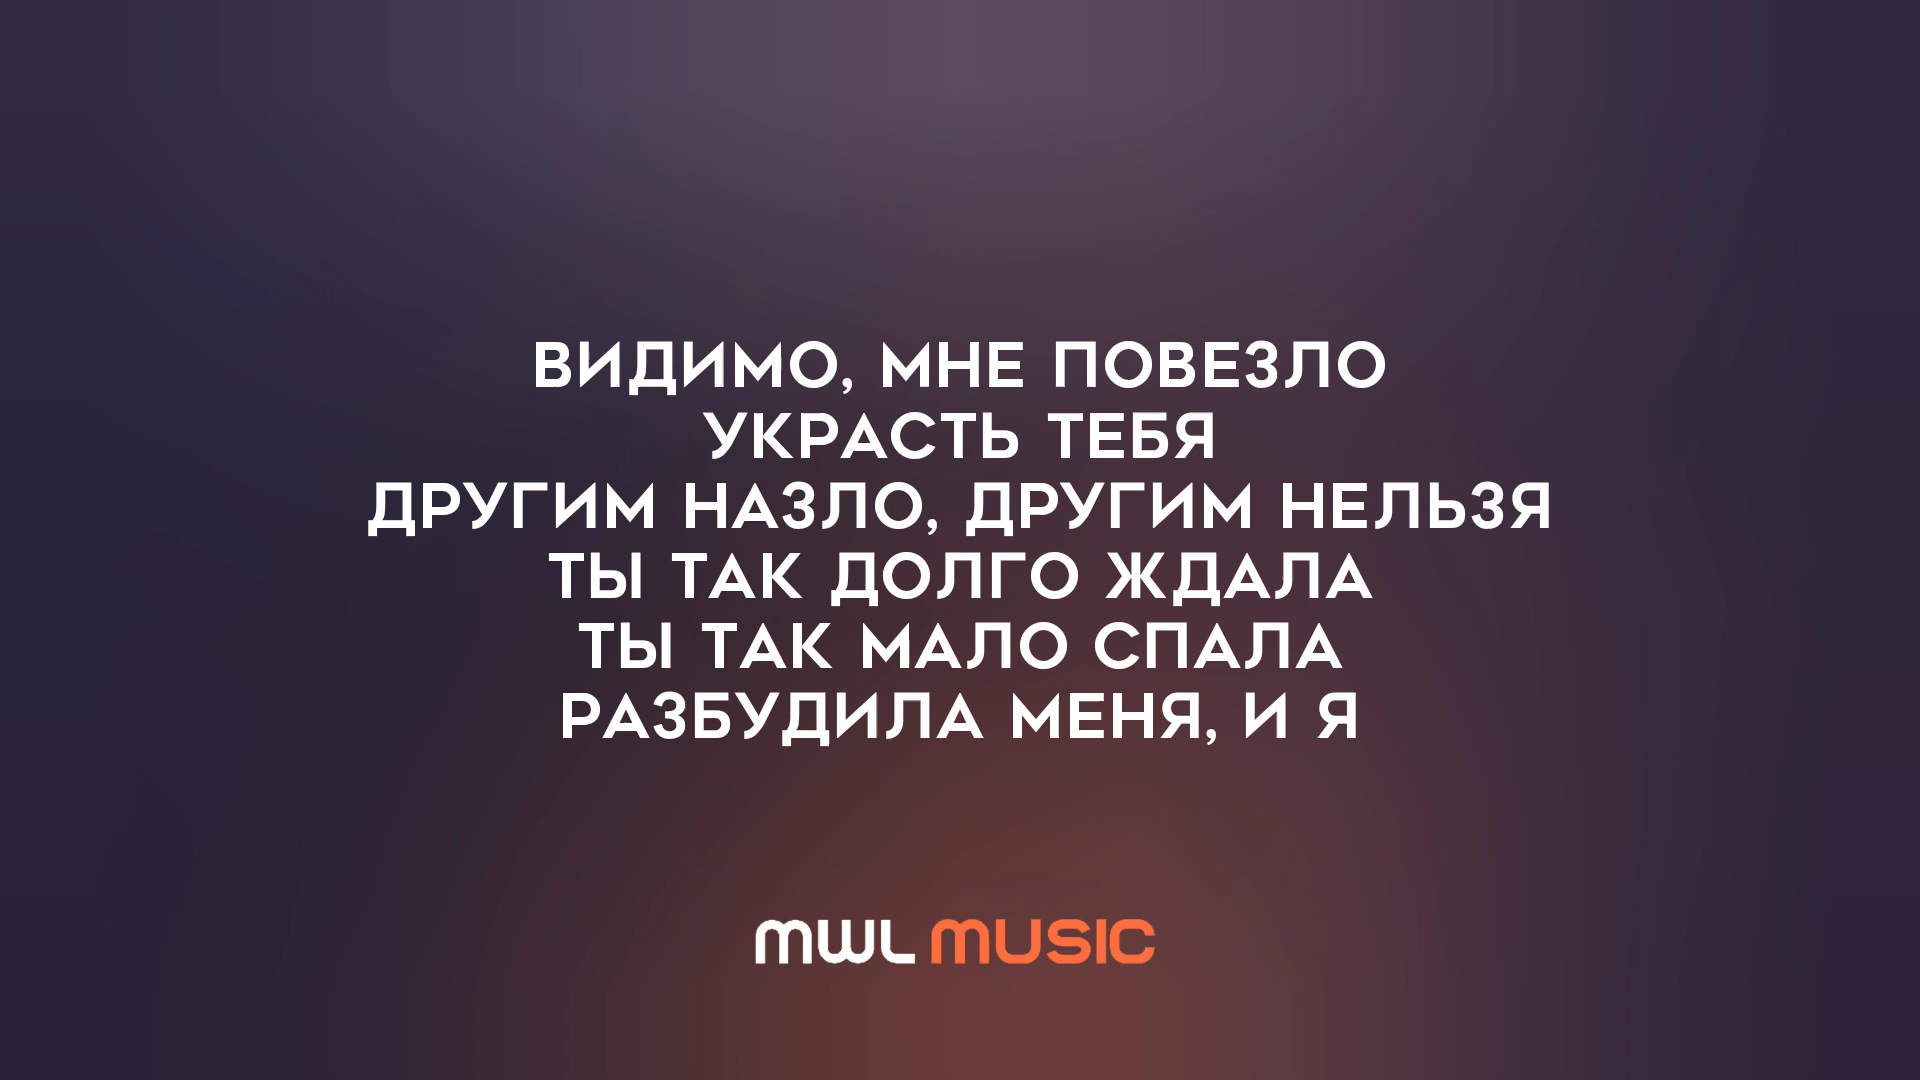 ВИДИМО, МНЕ ПОВЕЗЛО
УКРАСТЬ ТЕБЯ
ДРУГИМ НАЗЛО, ДРУГИМ НЕЛЬЗЯ
ТЫ ТАК ДОЛГО ЖДАЛА
ТЫ ТАК МАЛО СПАЛА
РАЗБУДИЛА МЕНЯ, И Я
MWL MUSIC